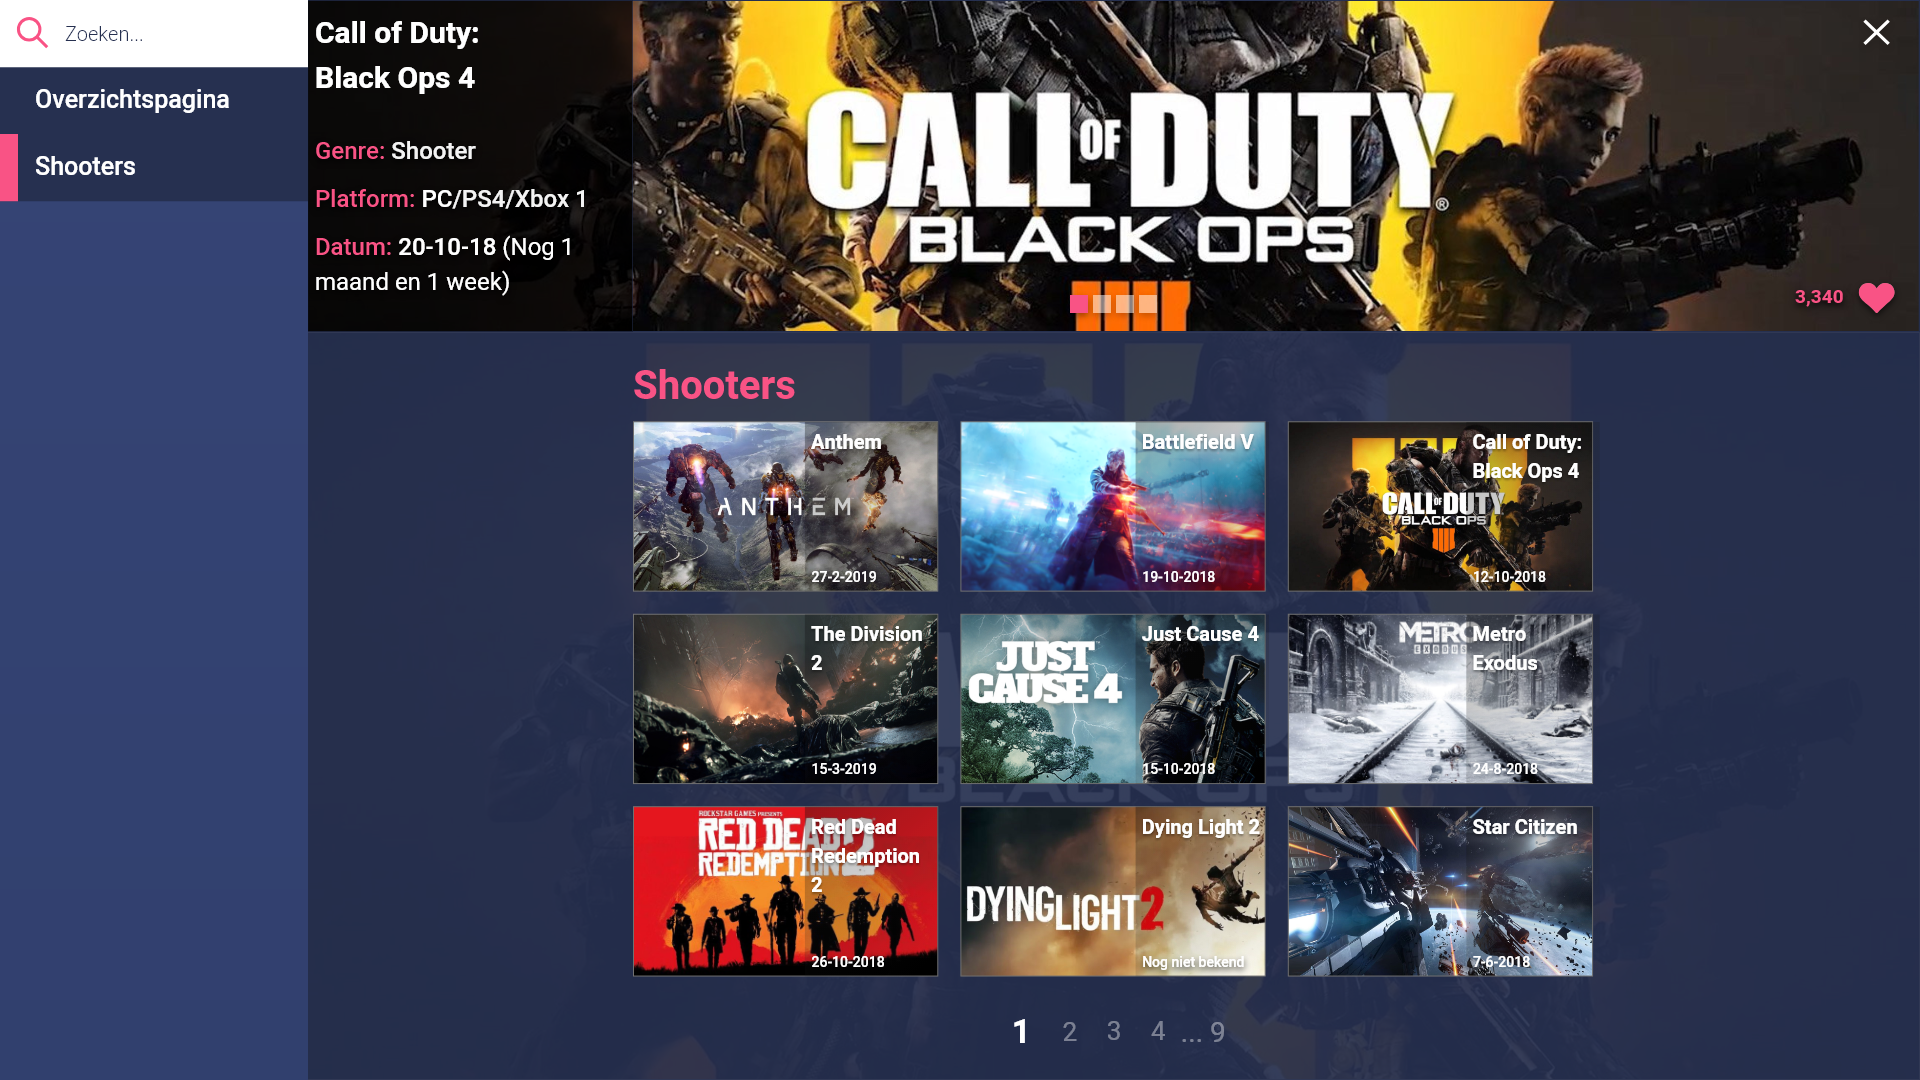 Zoeken...
Overzichtspagina
Shooters
Call of Duty:
Black Ops 4
Genre: Shooter
Platform: PC/PS4/Xbox 1
Datum: 20-10-18 (Nog 1
maand en 1 week)
CALL OF DUTY®
BLACK OPS
IIII
3,340
Shooters
Anthem
ANTHEM
27-2-2019
Battlefield V
19-10-2018
Call of Duty:
Black Ops 4
CALL OF DUTY
BLACK OPS
IIII
12-10-2018
The Division
2
15-3-2019
Just Cause 4
JUST
CAUSE 4
15-10-2018
Metro
Exodus
METRO
EXODUS
24-8-2018
ROCKSTAR GAMES PRESENTS
RED DEAD
REDEMPTION 2
Red Dead
Redemption
2
26-10-2018
Dying Light 2
DYING LIGHT 2
Nog niet bekend
Star Citizen
7-6-2018
BLACK OPS
1 2 3 4 ... 9